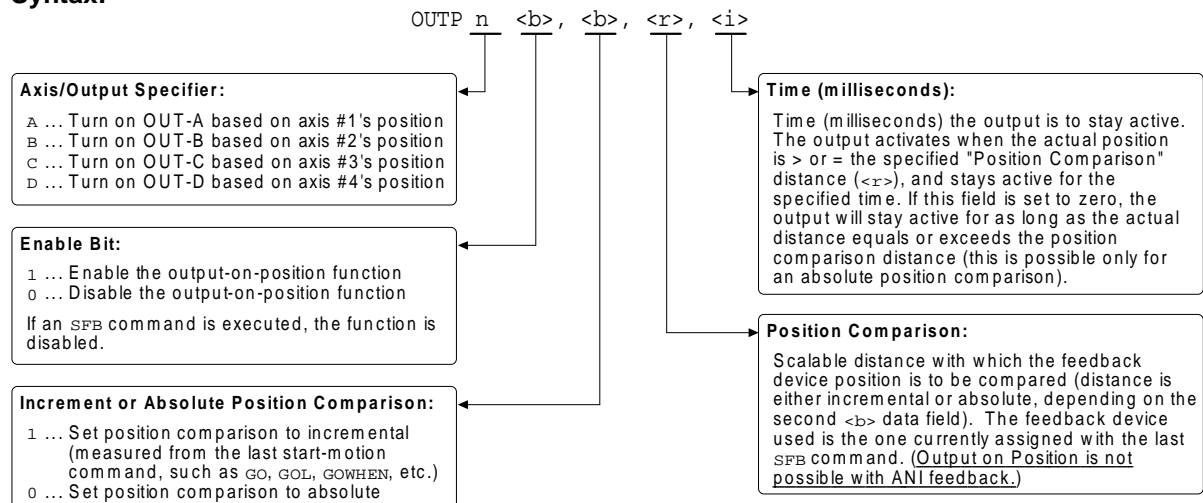 Syntax:
OUTP n <b>, <b>, <r>, <i>
Axis/Output Specifier:
A ... Turn on OUT-A based on axis #1's position
B ... Turn on OUT-B based on axis #2's position
C ... Turn on OUT-C based on axis #3's position
D ... Turn on OUT-D based on axis #4's position
Enable Bit:
1 ... Enable the output-on-position function
0 ... Disable the output-on-position function
If an SFB command is executed, the function is
disabled.
Increment or Absolute Position Comparison:
1 ... Set position comparison to incremental
(measured from the last start-motion
command, such as GO, GOL, GOWHEN, etc.)
0 ... Set position comparison to absolute
Time (milliseconds):
Time (milliseconds) the output is to stay active.
The output activates when the actual position
is > or = the specified "Position Comparison"
distance (<r>), and stays active for the
specified time. If this field is set to zero, the
output will stay active for as long as the actual
distance equals or exceeds the position
comparison distance (this is possible only for
an absolute position comparison).
Position Comparison:
Scalable distance with which the feedback
device position is to be compared (distance is
either incremental or absolute, depending on the
second <b> data field). The feedback device
used is the one currently assigned with the last
SFB command. (Output on Position is not
possible with ANI feedback.)